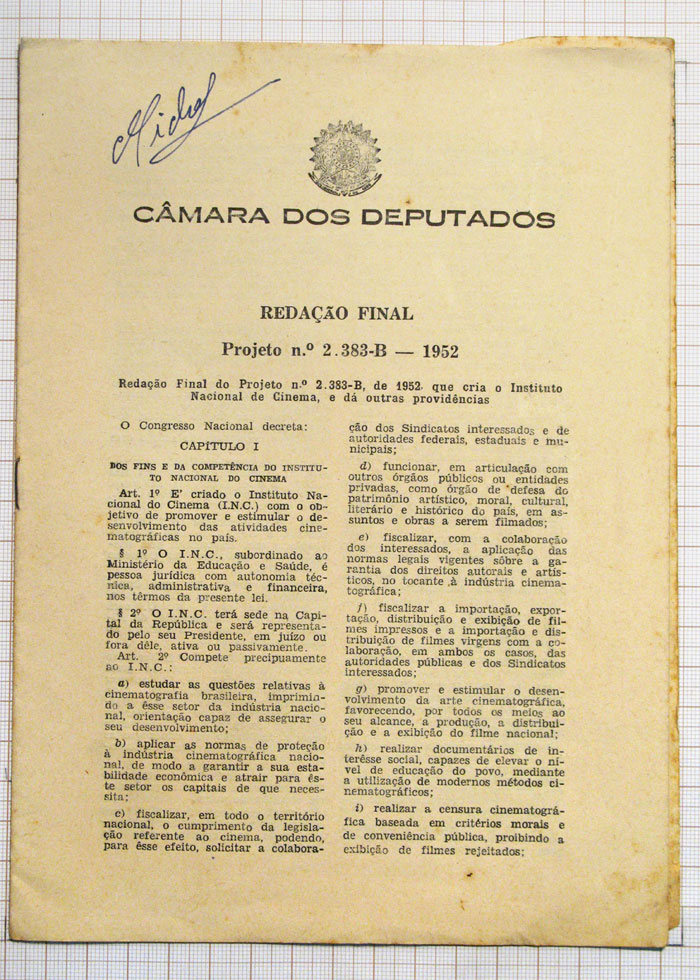 CÂMARA DOS DEPUTADOS
REDAÇÃO FINAL
Projeto n.º 2.383-B — 1952
Redação Final do Projeto n.º 2.383-B, de 1952, que cria o Instituto
Nacional de Cinema, e dá outras providências
O Congresso Nacional decreta:
CAPÍTULO I
DOS FINS E DA COMPETÊNCIA DO INSTITU-
TO NACIONAL DO CINEMA
Art. 1º E' criado o Instituto Na-
cional do Cinema (I.N.C.) com o ob-
jetivo de promover e estimular o de-
senvolvimento das atividades cine-
matográficas no país.
§ 1º O I.N.C., subordinado ao
Ministério da Educação e Saúde, é
pessoa jurídica com autonomia téc-
nica, administrativa e financeira,
nos têrmos da presente lei.
§ 2º O I.N.C. terá sede na Capi-
tal da República e será representa-
do pelo seu Presidente, em juízo ou
fora dêle, ativa ou passivamente.
Art. 2º Compete precipuamente
ao I.N.C.:
a) estudar as questões relativas à
cinematografia brasileira, imprimin-
do a êsse setor da indústria nacio-
nal, orientação capaz de assegurar o
seu desenvolvimento;
b) aplicar as normas de proteção
à indústria cinematográfica nacio-
nal, de modo a garantir a sua esta-
bilidade econômica e atrair para ês-
te setor os capitais de que neces-
sita;
c) fiscalizar, em todo o território
nacional, o cumprimento da legisla-
ção referente ao cinema, podendo,
para êsse efeito, solicitar a colabora-
ção dos Sindicatos interessados e de
autoridades federais, estaduais e mu-
nicipais;
d) funcionar, em articulação com
outros órgãos públicos ou entidades
privadas, como órgão de defesa do
patrimônio artístico, moral, cultural,
literário e histórico do país, em as-
suntos e obras a serem filmados;
e) fiscalizar, com a colaboração
dos interessados, a aplicação das
normas legais vigentes sôbre a ga-
rantia dos direitos autorais e artís-
ticos, no tocante à indústria cinema-
tográfica;
f) fiscalizar a importação, expor-
tação, distribuição e exibição de fil-
mes impressos e a importação e dis-
tribuição de filmes virgens com a co-
laboração, em ambos os casos, das
autoridades públicas e dos Sindicatos
interessados;
g) promover e estimular o desen-
volvimento da arte cinematográfica,
favorecendo, por todos os meios ao
seu alcance, a produção, a distribui-
ção e a exibição do filme nacional;
h) realizar documentários de in-
terêsse social, capazes de elevar o ní-
vel de educação do povo, mediante
a utilização de modernos métodos ci-
nematográficos;
i) realizar a censura cinematográ-
fica baseada em critérios morais e
de conveniência pública, proibindo a
exibição de filmes rejeitados;